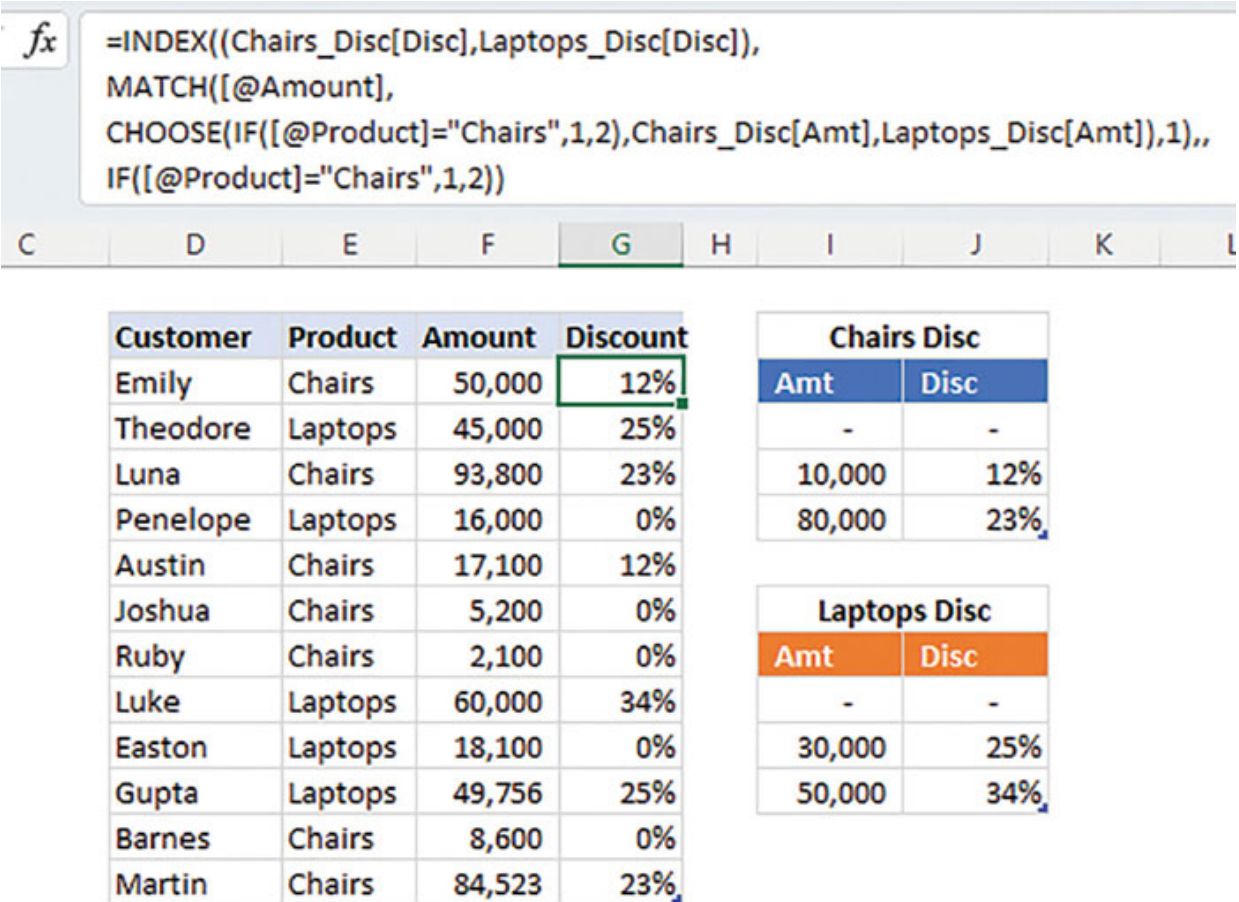 fx
=INDEX((Chairs_Disc[Disc],Laptops_Disc[Disc]),
MATCH([@Amount],
CHOOSE(IF([@Product]="Chairs",1,2),Chairs_Disc[Amt],Laptops_Disc[Amt]),1),,
IF([@Product]="Chairs",1,2))
C D E F G H I J K L
Customer Product Amount Discount
Emily Chairs 50,000 12%
Theodore Laptops 45,000 25%
Luna Chairs 93,800 23%
Penelope Laptops 16,000 0%
Austin Chairs 17,100 12%
Joshua Chairs 5,200 0%
Ruby Chairs 2,100 0%
Luke Laptops 60,000 34%
Easton Laptops 18,100 0%
Gupta Laptops 49,756 25%
Barnes Chairs 8,600 0%
Martin Chairs 84,523 23%
Chairs Disc
Amt Disc
- -
10,000 12%
80,000 23%
Laptops Disc
Amt Disc
- -
30,000 25%
50,000 34%